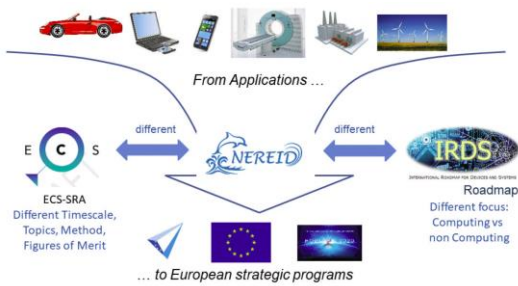 From Applications ...
different
different
E C S
NEREID
IRDS
INTERNATIONAL ROADMAP FOR DEVICES AND SYSTEMS
ECS-SRA
Different Timescale,
Topics, Method,
Figures of Merit
Roadmap
Different focus:
Computing vs
non Computing
... to European strategic programs